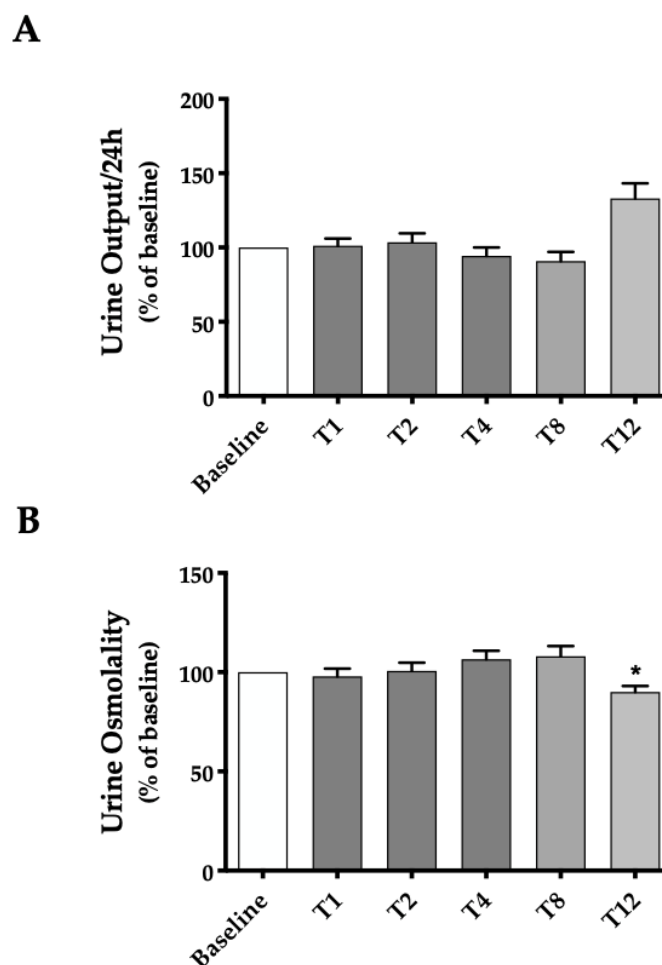 A
Urine Output/24h
(% of baseline)
200
150
100
50
0
Baseline
T1
T2
T4
T8
T12
B
Urine Osmolality
(% of baseline)
150
100
50
0
*
Baseline
T1
T2
T4
T8
T12